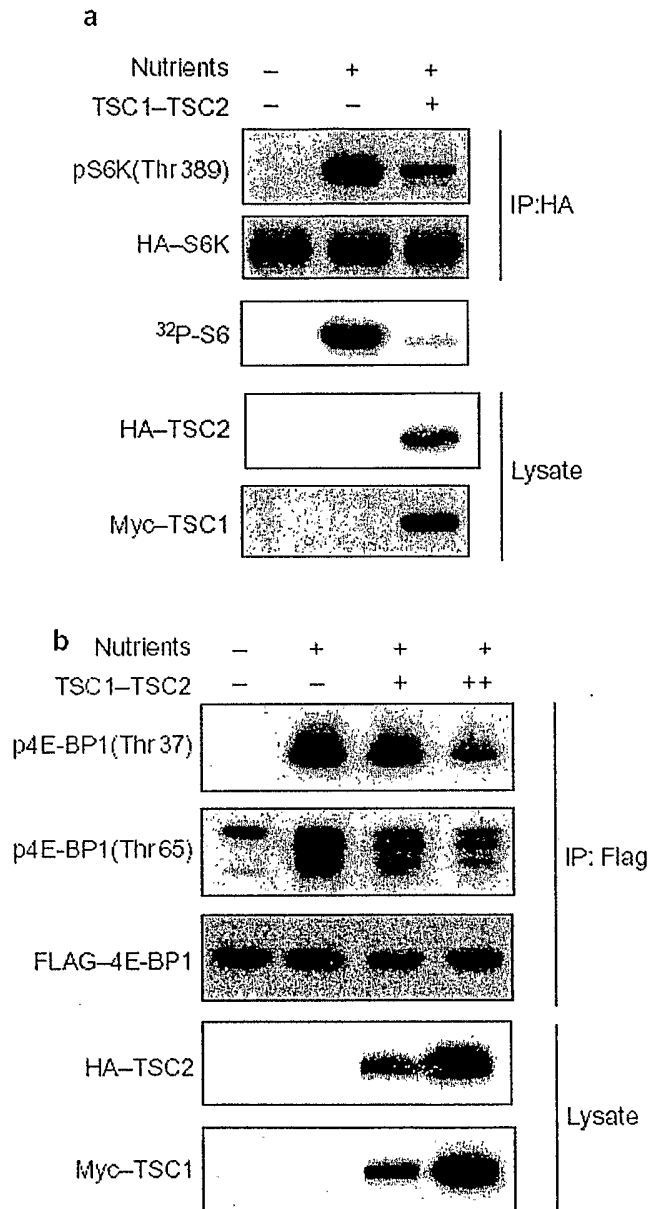 a
Nutrients – + +
TSC1–TSC2 – – +
pS6K(Thr389)
HA–S6K
IP:HA
32P-S6
HA–TSC2
Myc–TSC1
Lysate
b
Nutrients – + + +
TSC1–TSC2 – – + ++
p4E-BP1(Thr37)
p4E-BP1(Thr65)
FLAG–4E-BP1
IP: Flag
HA–TSC2
Myc–TSC1
Lysate